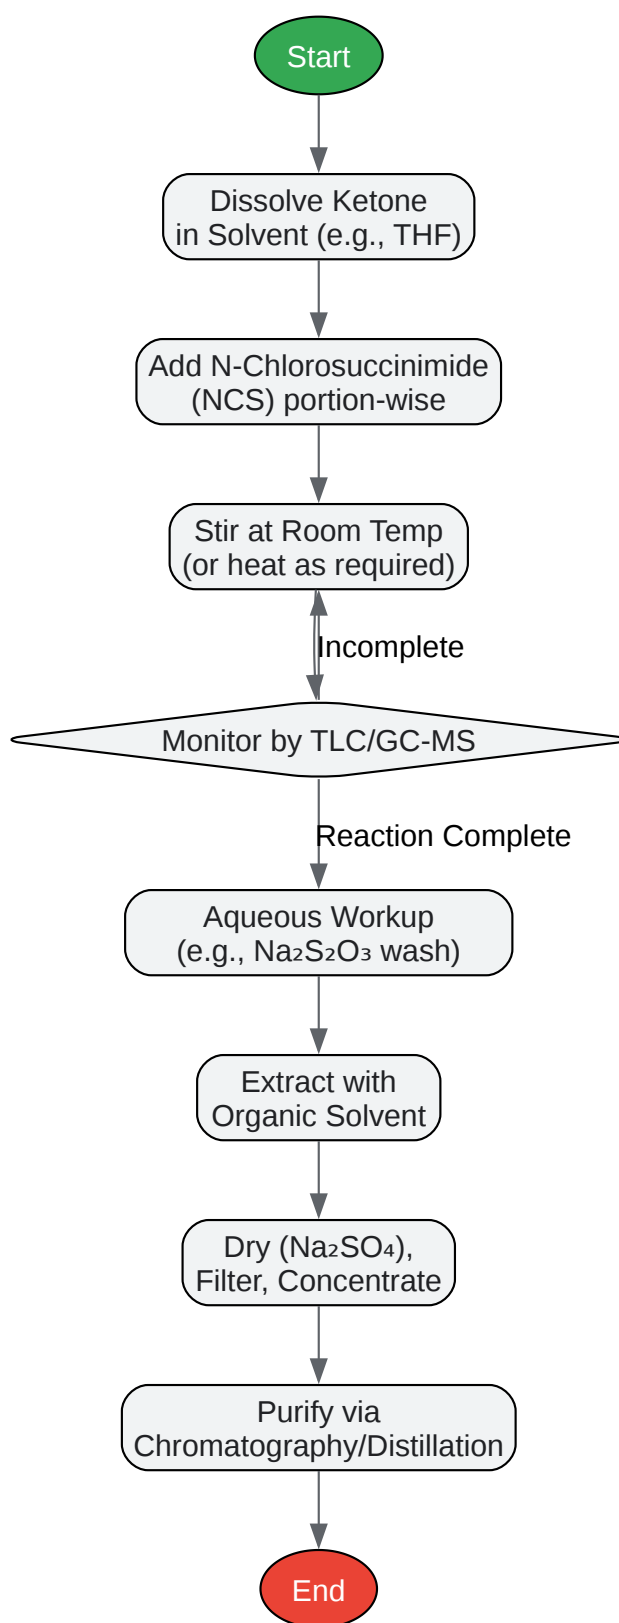 Start
Dissolve Ketone
in Solvent (e.g., THF)
Add N-Chlorosuccinimide
(NCS) portion-wise
Stir at Room Temp
(or heat as required)
Incomplete
Monitor by TLC/GC-MS
Reaction Complete
Aqueous Workup
(e.g., Na₂S₂O₃ wash)
Extract with
Organic Solvent
Dry (Na₂SO₄),
Filter, Concentrate
Purify via
Chromatography/Distillation
End